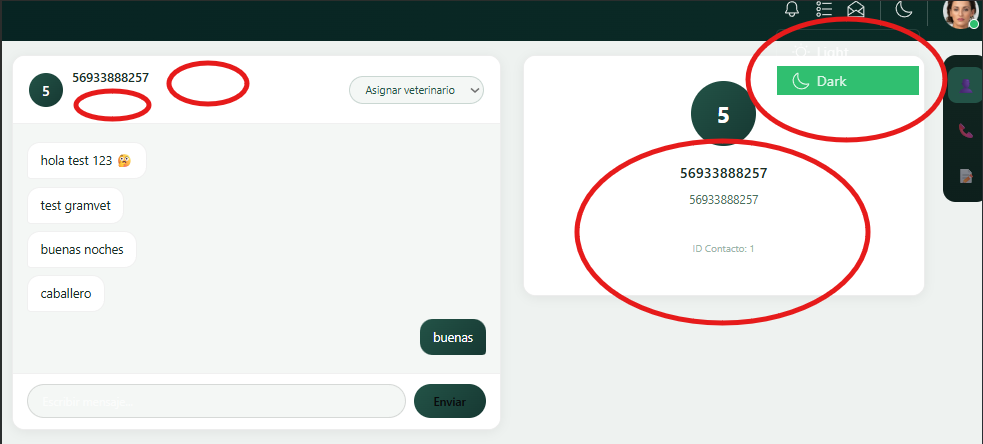 Light
Dark
5
56933888257
Asignar veterinario
hola test 123 🤔
test gramvet
buenas noches
caballero
buenas
Enviar
5
56933888257
56933888257
ID Contacto: 1